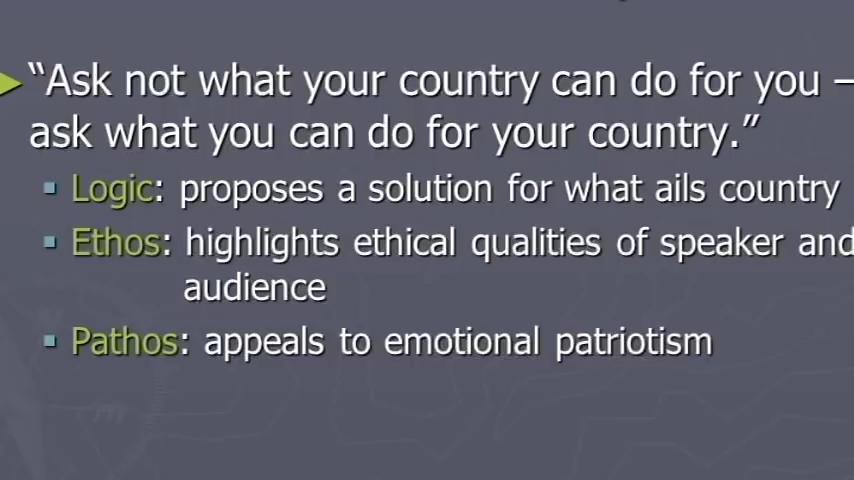 “Ask not what your country can do for you –
ask what you can do for your country.”
Logic: proposes a solution for what ails country
Ethos: highlights ethical qualities of speaker and
audience
Pathos: appeals to emotional patriotism